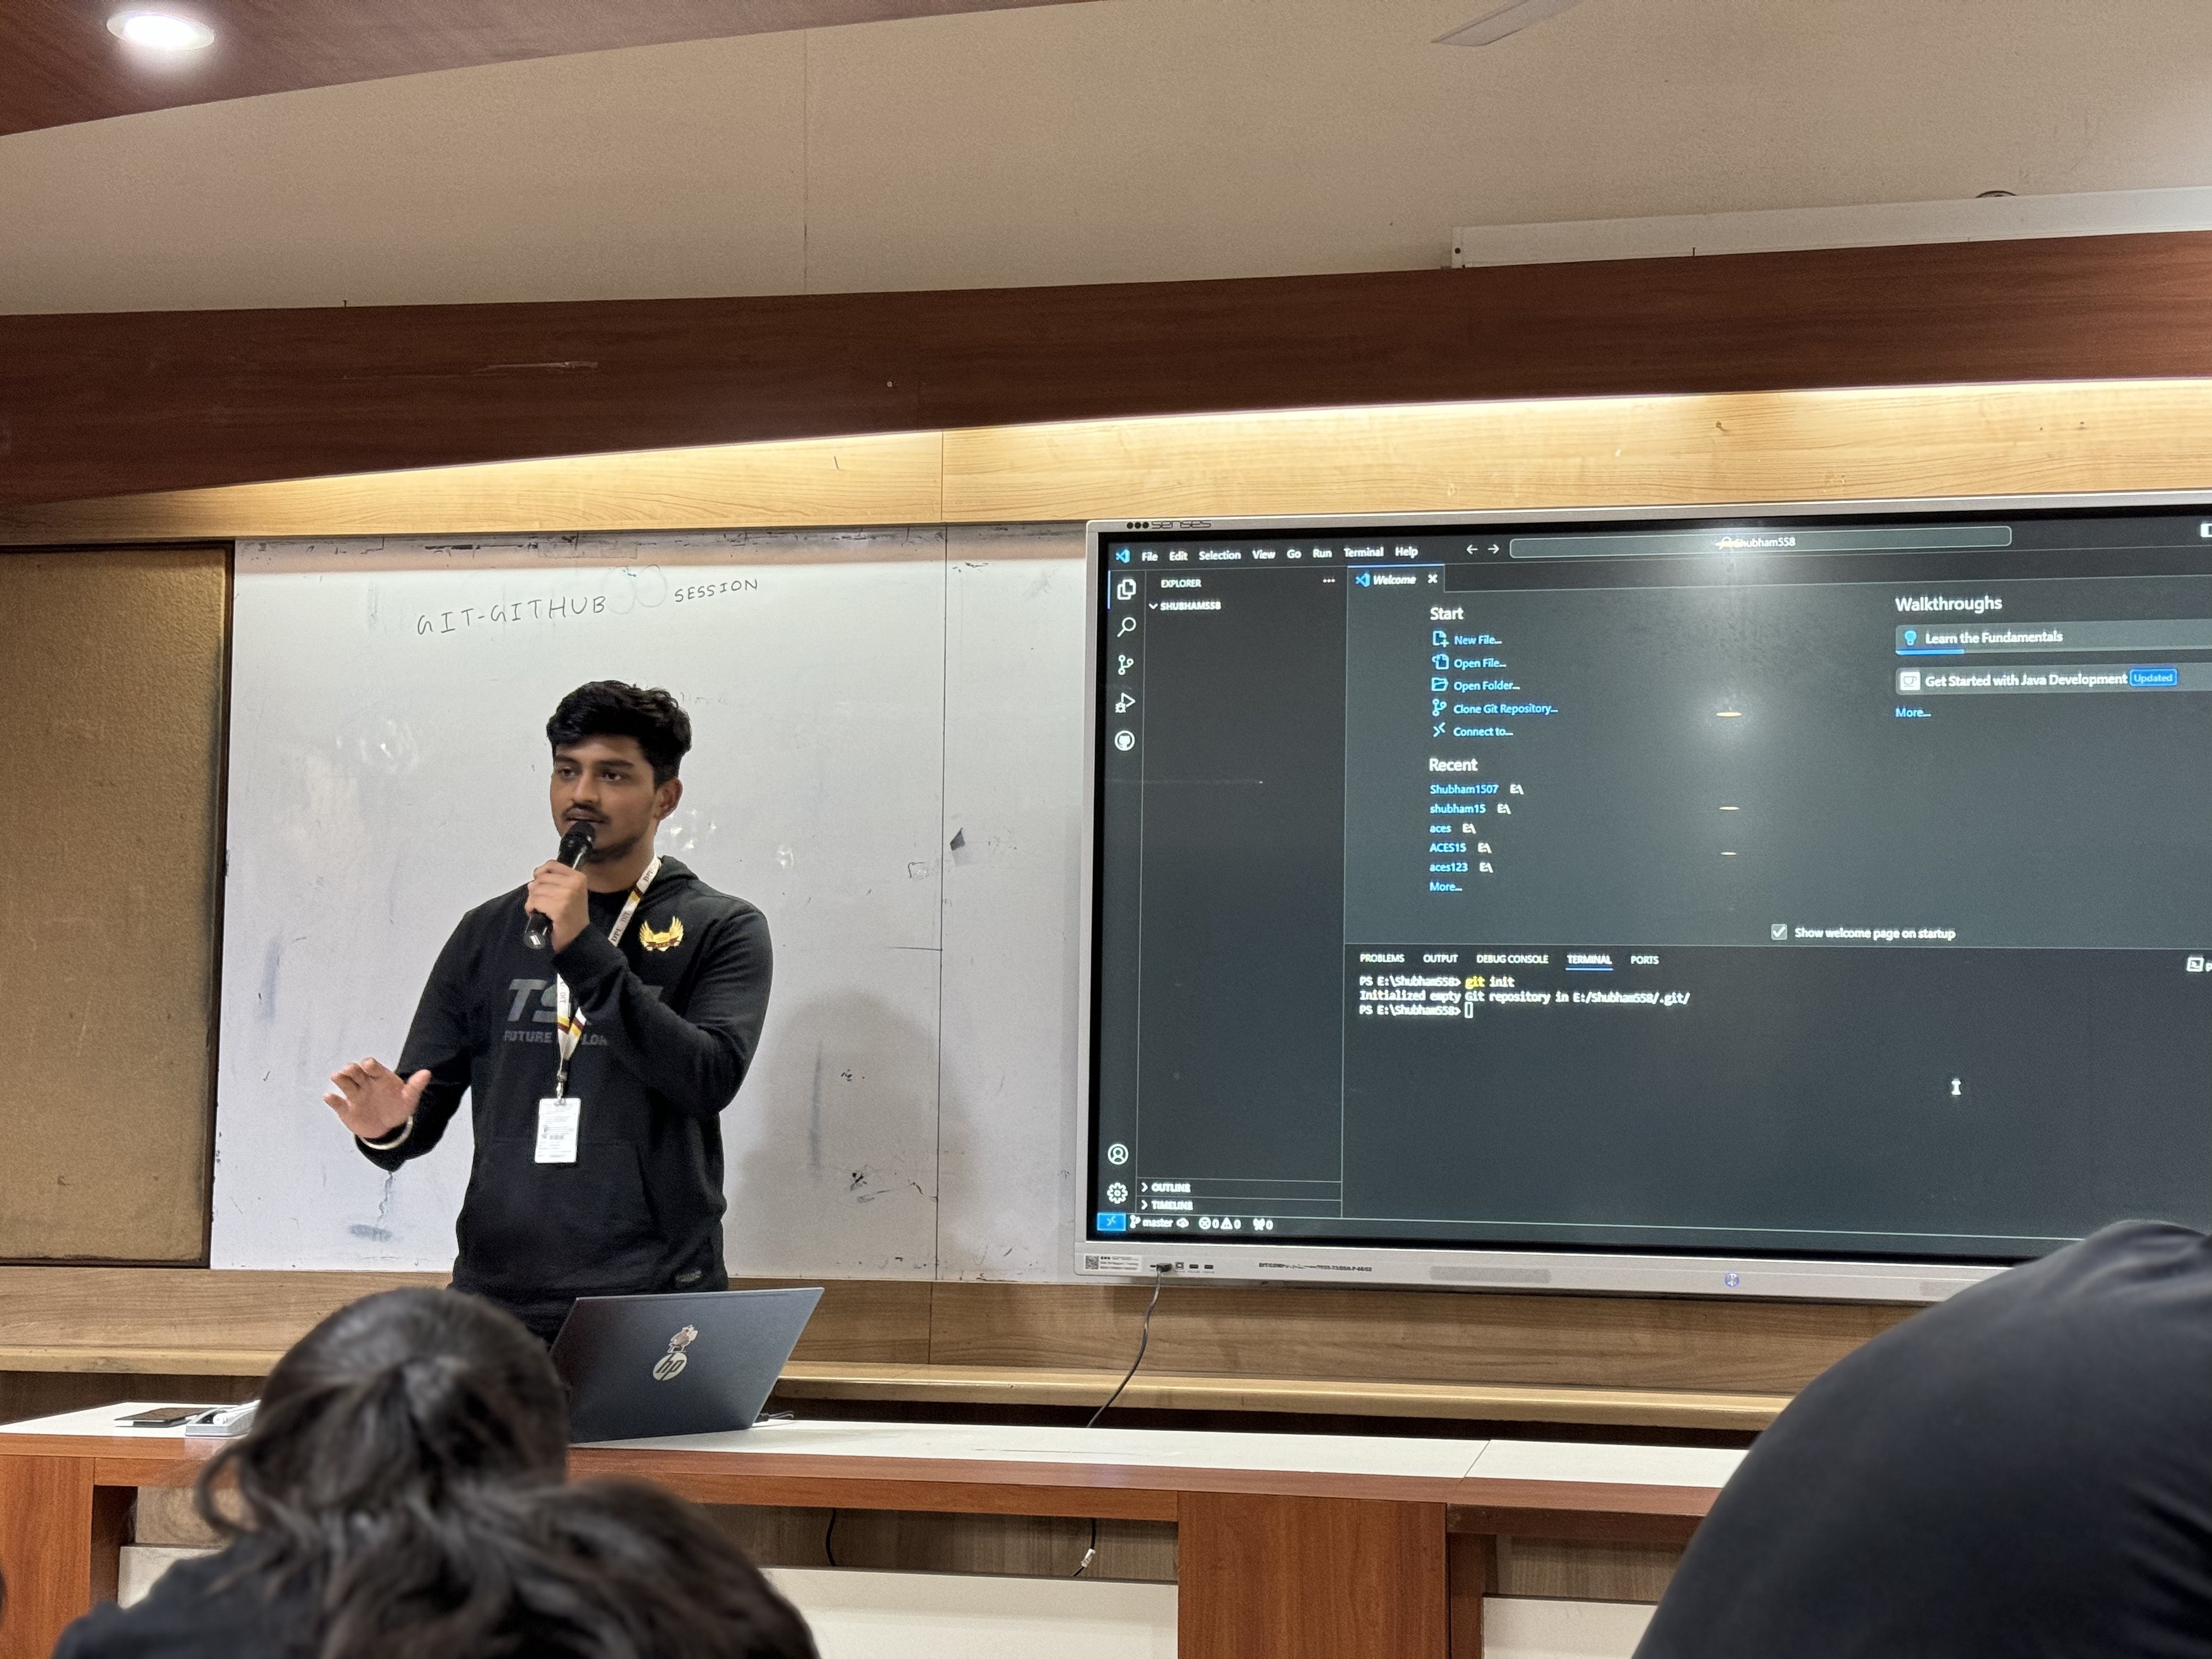 GIT-GITHUB SESSION
senses
File Edit Selection View Go Run Terminal Help
Shubham558
EXPLORER
SHUBHAM558
Welcome
Start
New File...
Open File...
Open Folder...
Clone Git Repository...
Connect to...
Recent
Shubham1507 E:\
shubham15 E:\
aces E:\
ACES15 E:\
aces123 E:\
More...
Walkthroughs
Learn the Fundamentals
Get Started with Java Development Updated
More...
Show welcome page on startup
PROBLEMS OUTPUT DEBUG CONSOLE TERMINAL PORTS
PS E:\Shubham558> git init
Initialized empty Git repository in E:/Shubham558/.git/
PS E:\Shubham558>
OUTLINE
TIMELINE
master 0 0 0
hp